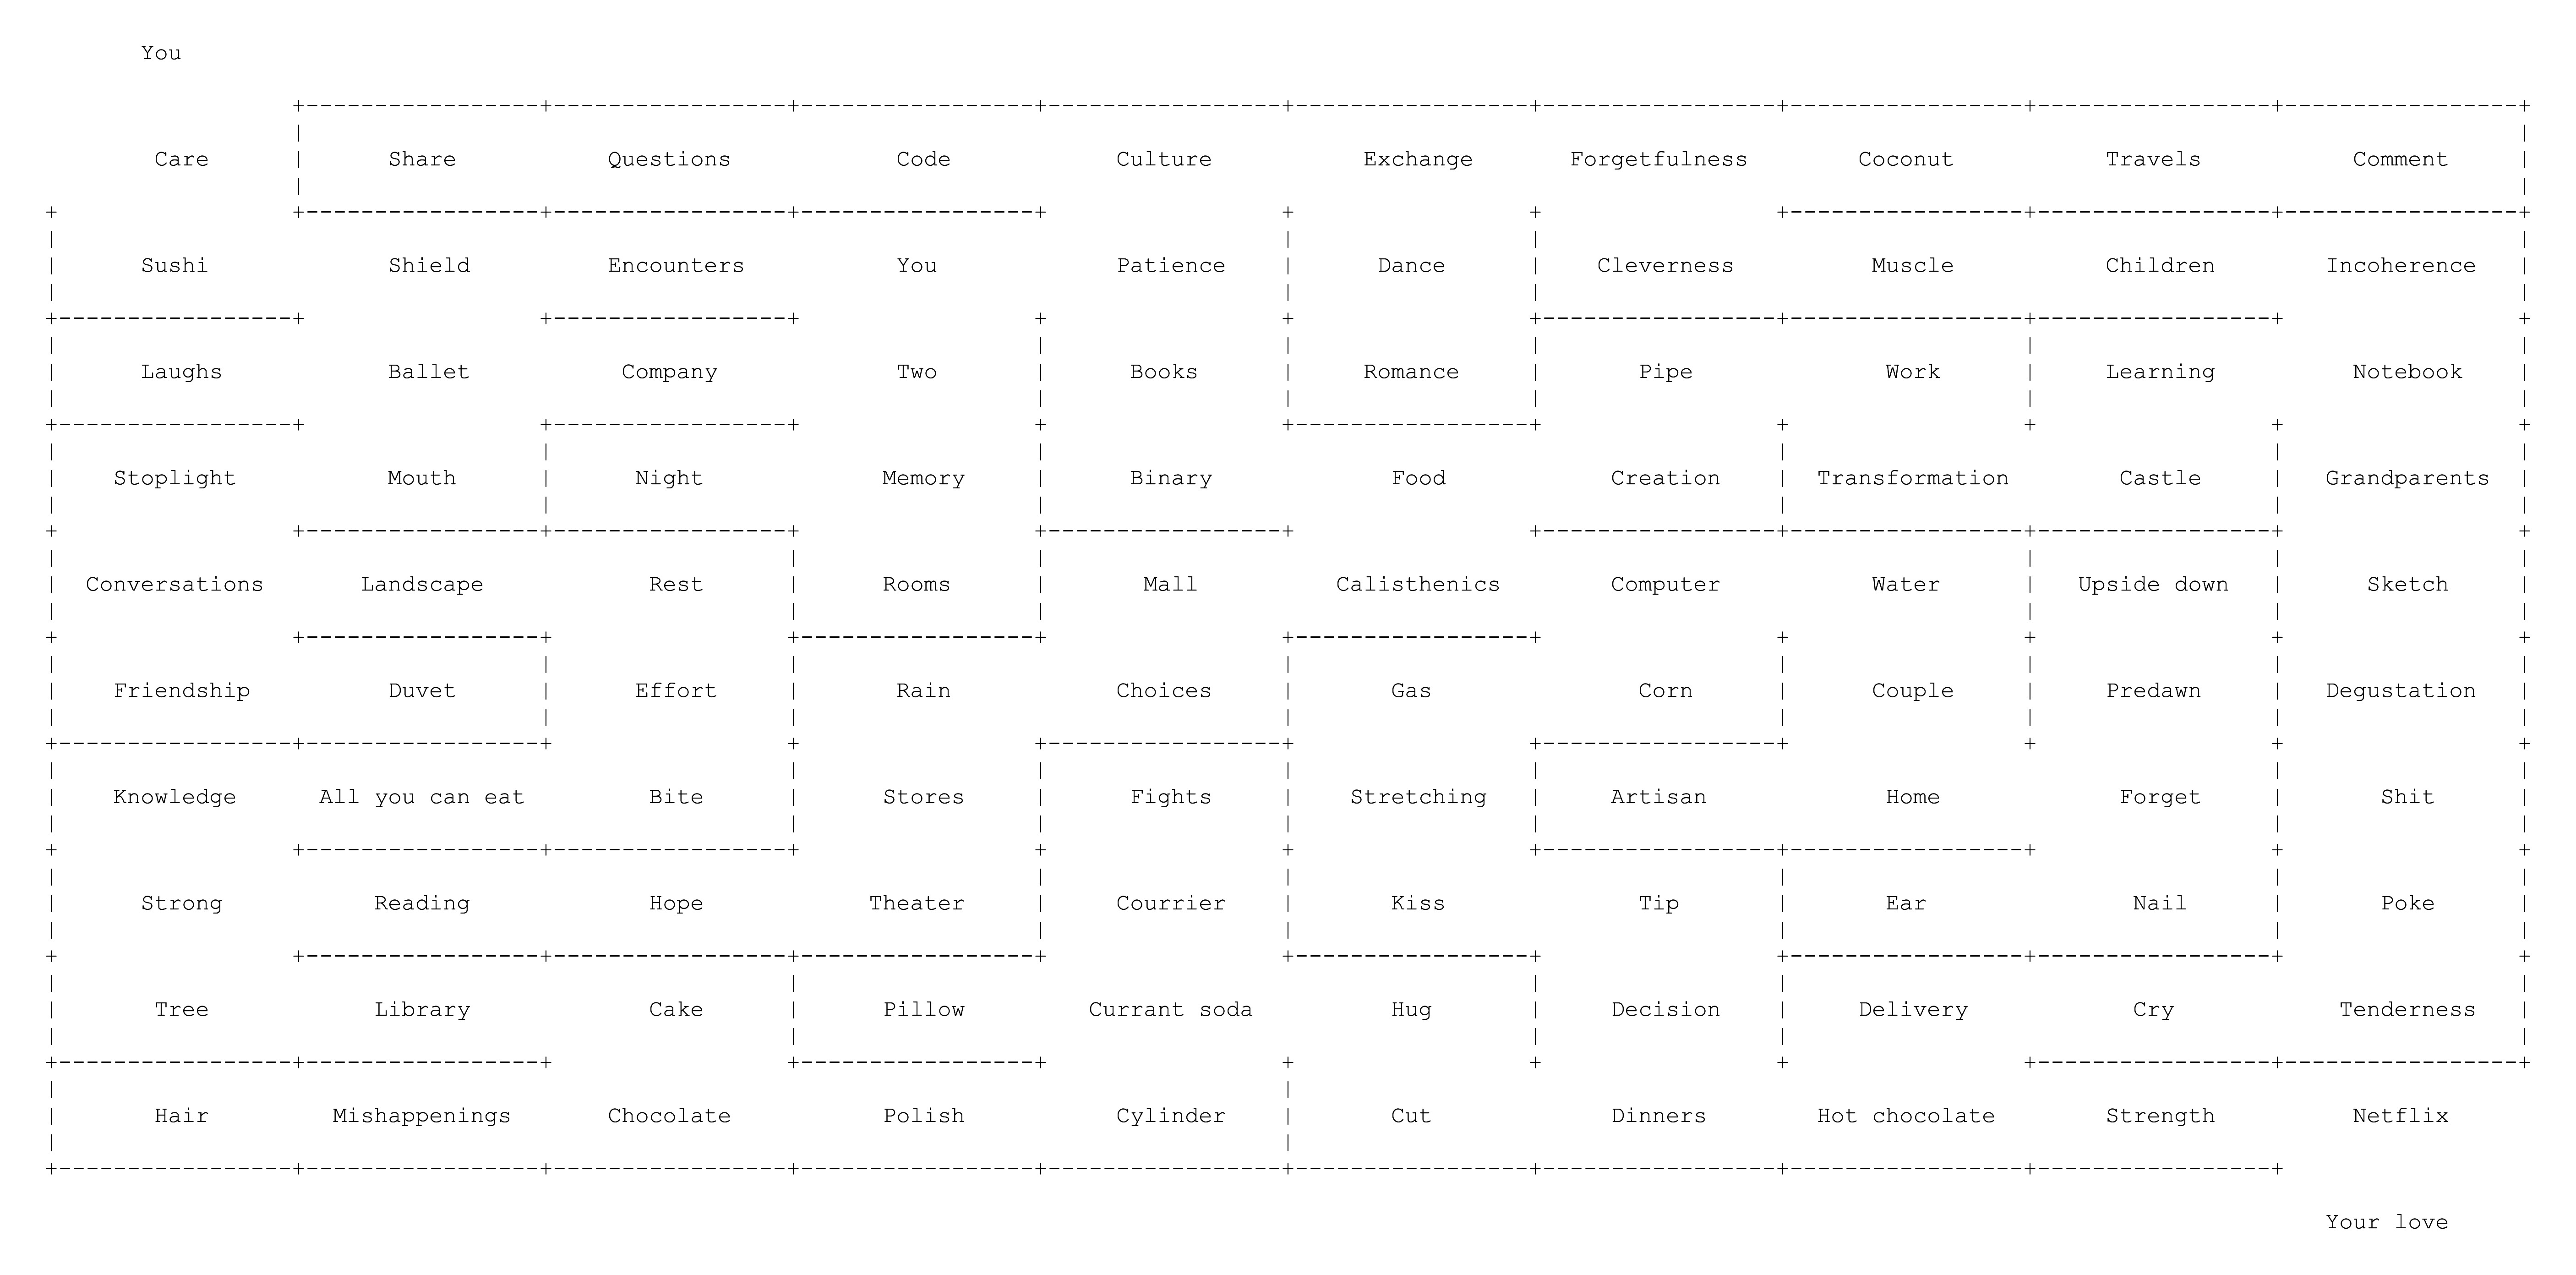 You
Care Share Questions Code Culture Exchange Forgetfulness Coconut Travels Comment
Sushi Shield Encounters You Patience Dance Cleverness Muscle Children Incoherence
Laughs Ballet Company Two Books Romance Pipe Work Learning Notebook
Stoplight Mouth Night Memory Binary Food Creation Transformation Castle Grandparents
Conversations Landscape Rest Rooms Mall Calisthenics Computer Water Upside down Sketch
Friendship Duvet Effort Rain Choices Gas Corn Couple Predawn Degustation
Knowledge All you can eat Bite Stores Fights Stretching Artisan Home Forget Shit
Strong Reading Hope Theater Courrier Kiss Tip Ear Nail Poke
Tree Library Cake Pillow Currant soda Hug Decision Delivery Cry Tenderness
Hair Mishappenings Chocolate Polish Cylinder Cut Dinners Hot chocolate Strength Netflix
Your love